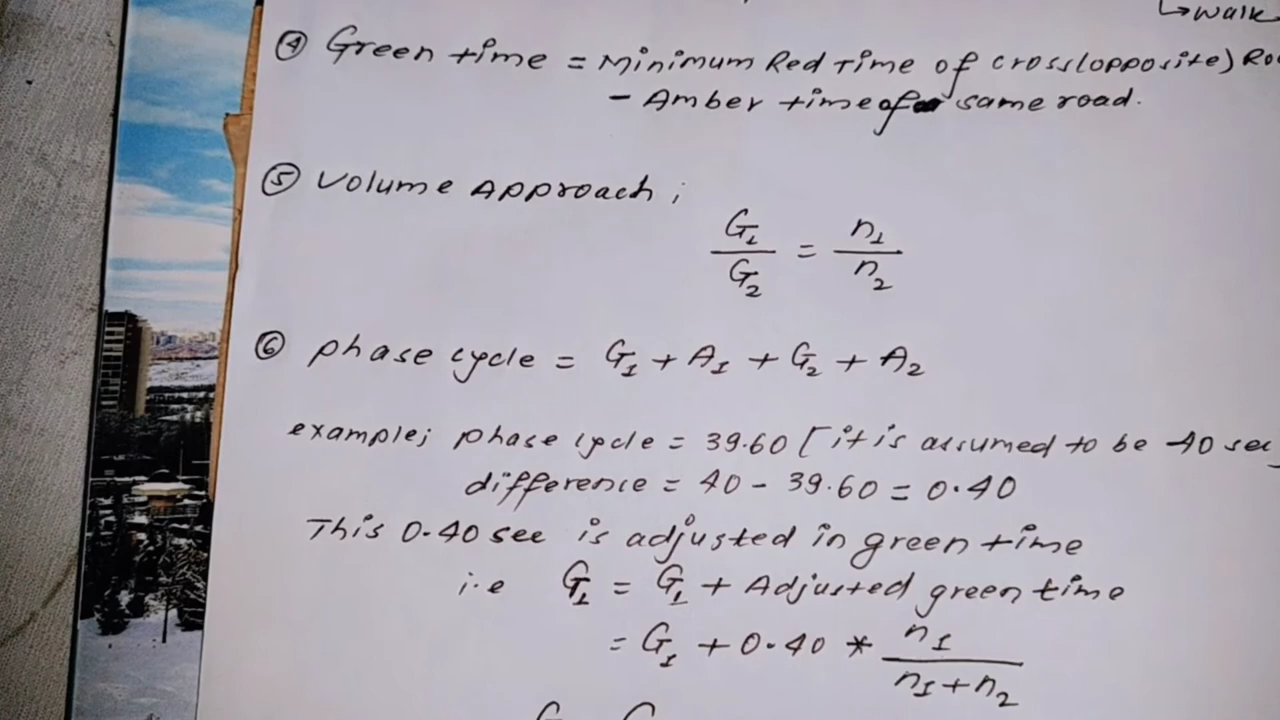 ↳ walk
④ Green time = Minimum Red Time of cross(opposite) Ro
- Amber time of same road.
⑤ Volume Approach;
G1/G2 = n1/n2
⑥ phase cycle = G1 + A1 + G2 + A2
example; phase cycle = 39.60 [it is assumed to be 40 sec
difference = 40 - 39.60 = 0.40
This 0.40 sec is adjusted in green time
i.e G1 = G1 + Adjusted green time
= G1 + 0.40 * n1/n1+n2